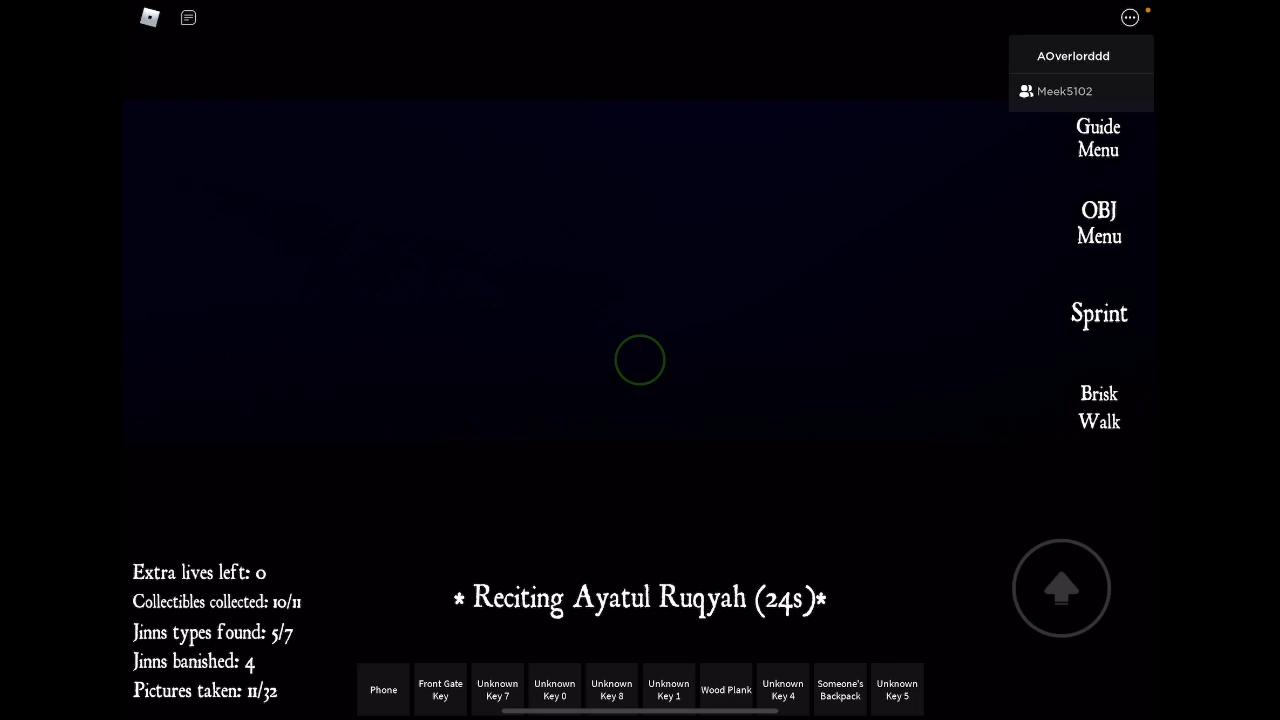 AOverlorddd
Meek5102
Guide
Menu
OBJ
Menu
Sprint
Brisk
Walk
Extra lives left: 0
Collectibles collected: 10/11
Jinns types found: 5/7
Jinns banished: 4
Pictures taken: 11/32
* Reciting Ayatul Ruqyah (24s)*
Phone
Front Gate
Key
Unknown
Key 7
Unknown
Key 0
Unknown
Key 8
Unknown
Key 1
Wood Plank
Unknown
Key 4
Someone's
Backpack
Unknown
Key 5